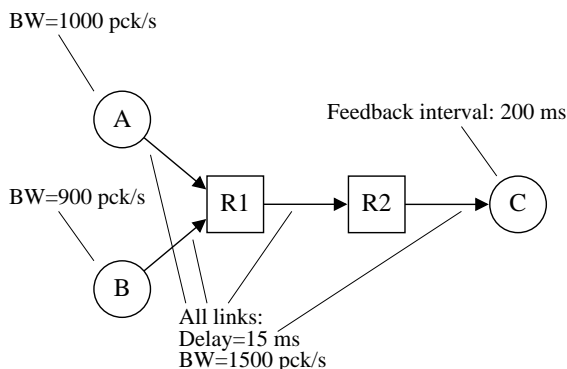 BW=1000 pck/s
A
Feedback interval: 200 ms
BW=900 pck/s
R1
R2
C
B
All links:
Delay=15 ms
BW=1500 pck/s